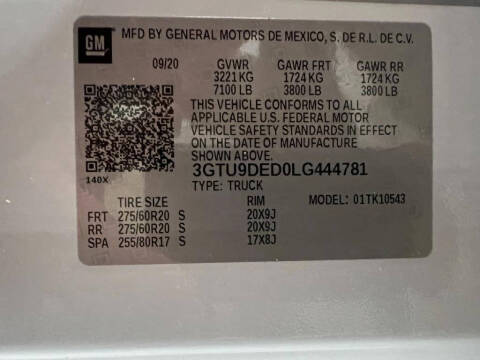 GM MFD BY GENERAL MOTORS DE MEXICO, S. DE R.L. DE C.V.
09/20 GVWR GAWR FRT GAWR RR
3221 KG 1724 KG 1724 KG
7100 LB 3800 LB 3800 LB
THIS VEHICLE CONFORMS TO ALL
APPLICABLE U.S. FEDERAL MOTOR
VEHICLE SAFETY STANDARDS IN EFFECT
ON THE DATE OF MANUFACTURE
SHOWN ABOVE.
140X 3GTU9DED0LG444781
TYPE: TRUCK
TIRE SIZE RIM MODEL: 01TK10543
FRT 275/60R20 S 20X9J
RR 275/60R20 S 20X9J
SPA 255/80R17 S 17X8J